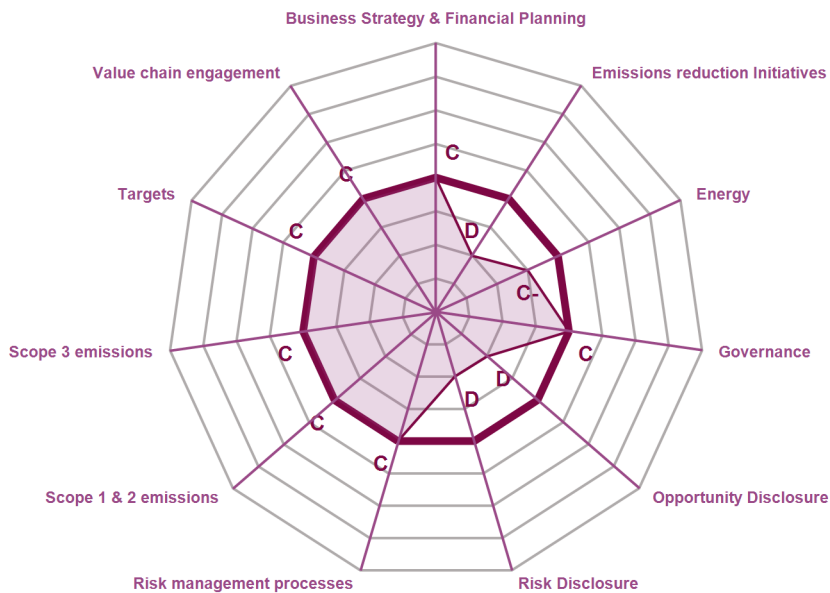 Business Strategy & Financial Planning
Value chain engagement
Emissions reduction Initiatives
C
C
Targets
Energy
C
D
C-
Scope 3 emissions
C
C
Governance
D
D
C
C
Scope 1 & 2 emissions
Opportunity Disclosure
Risk management processes
Risk Disclosure